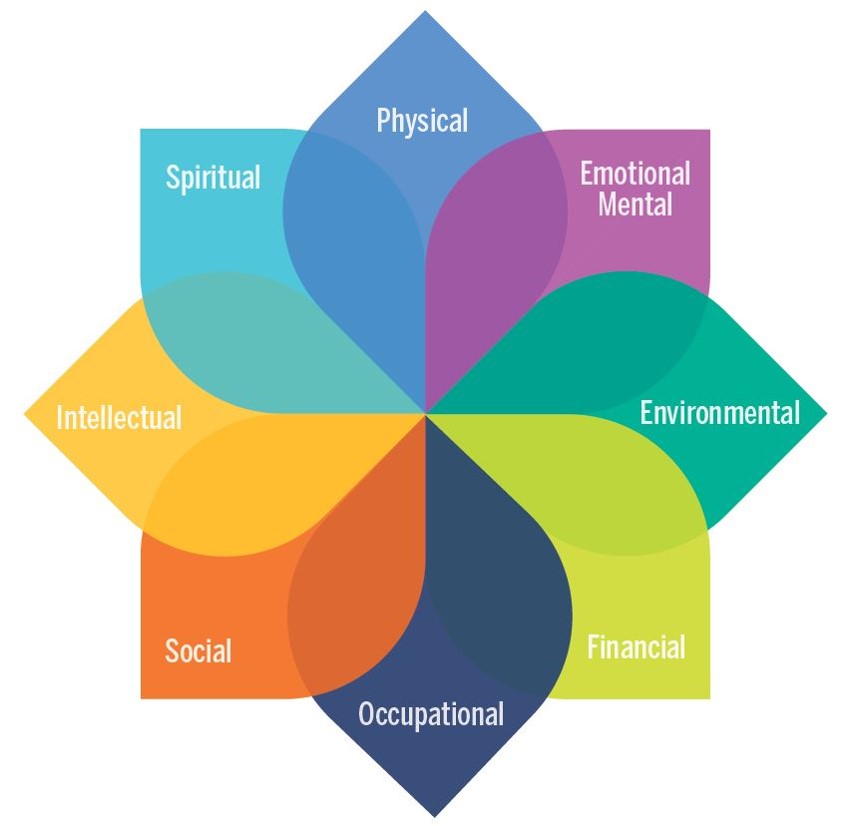 Physical
Spiritual
Emotional
Mental
Intellectual
Environmental
Social
Financial
Occupational